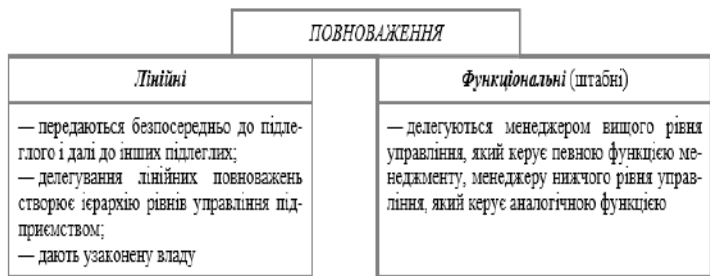 ПОВНОВАЖЕННЯ
Лінійні
— передаються безпосередньо до підле-
глого і далі до інших підлеглих;
— делегування лінійних повноважень
створює ієрархію рівнів управління під-
приємством;
— дають узаконену владу
Функціональні (штабні)
— делегуються менеджером вищого рівня
управління, який керує певною функцією ме-
неджменту, менеджеру нижчого рівня управ-
ління, який керує аналогічною функцією